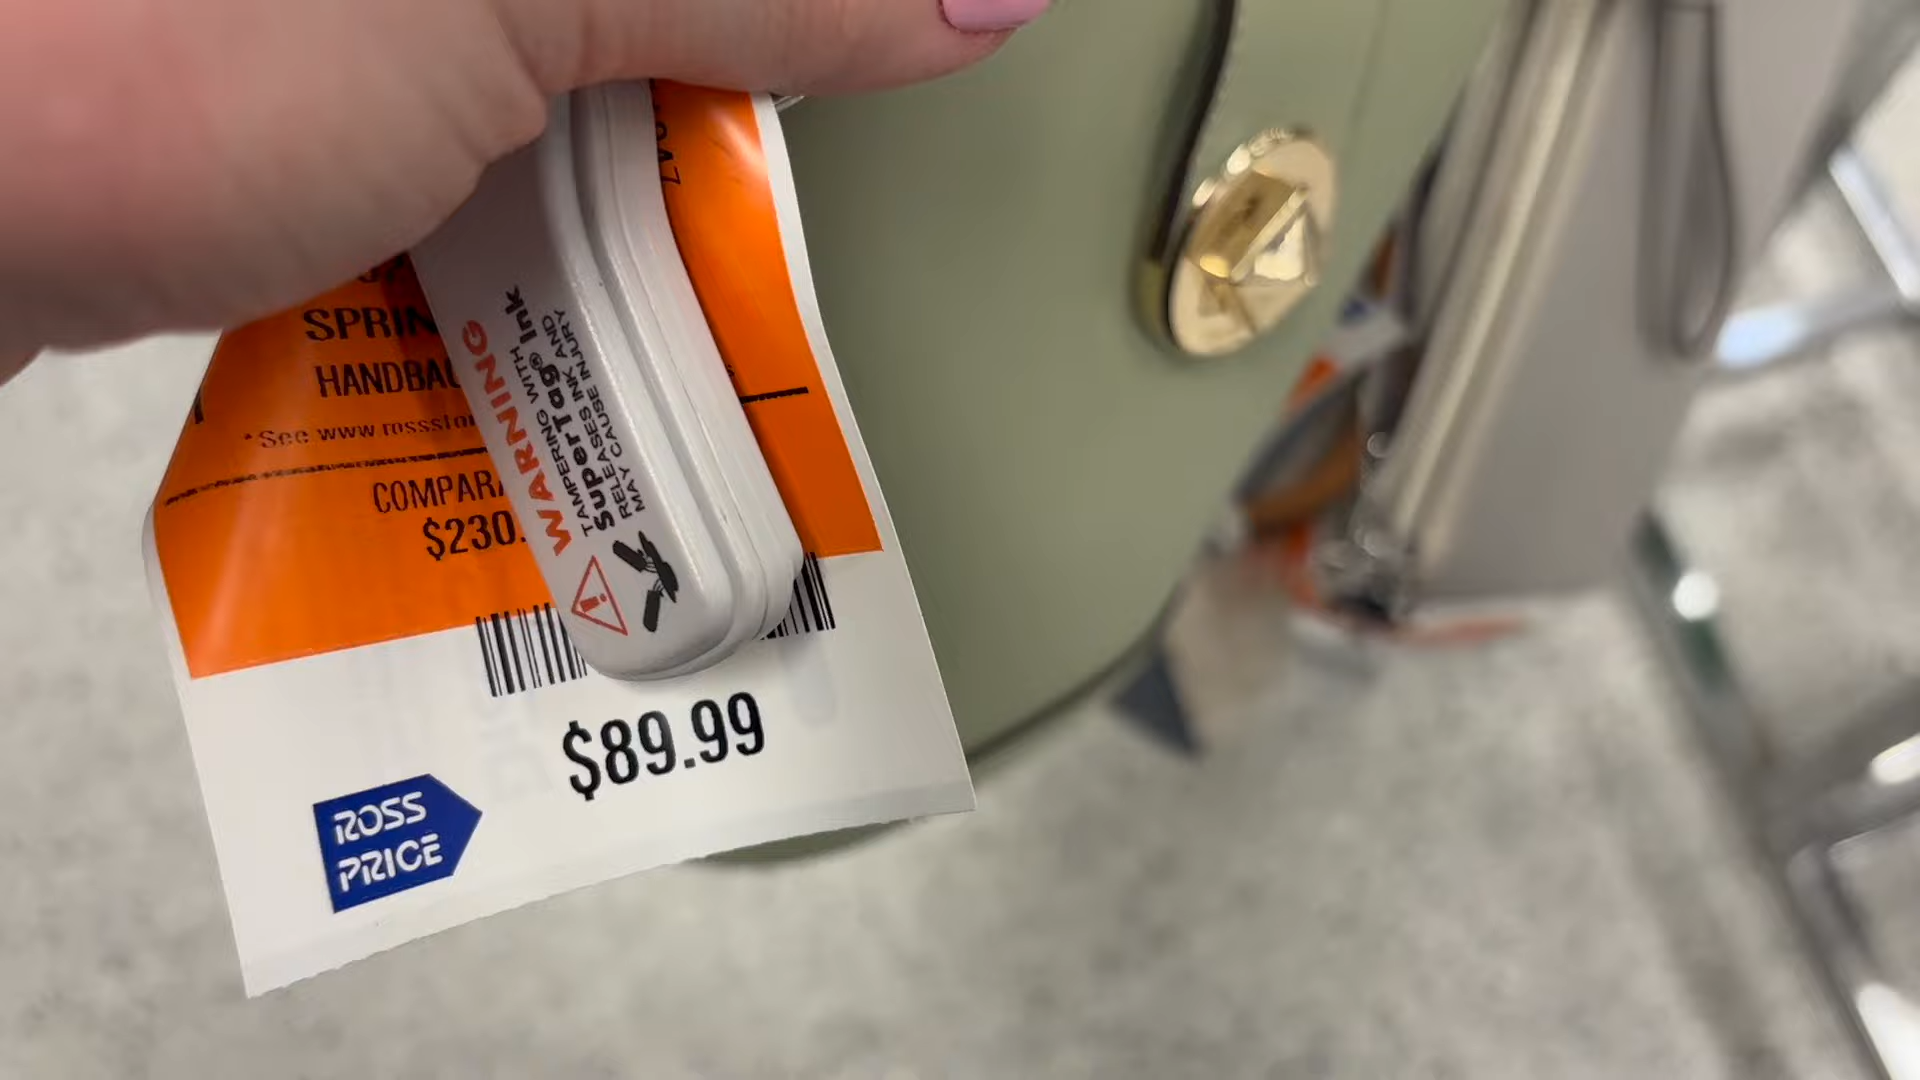 SPRIN
HANDBA
*See www.rossstor
COMPARA
$230.
WARNING
TAMPERING WITH
SuperTag® Ink
RELEASES INK AND
MAY CAUSE INJURY
$89.99
ROSS
PRICE